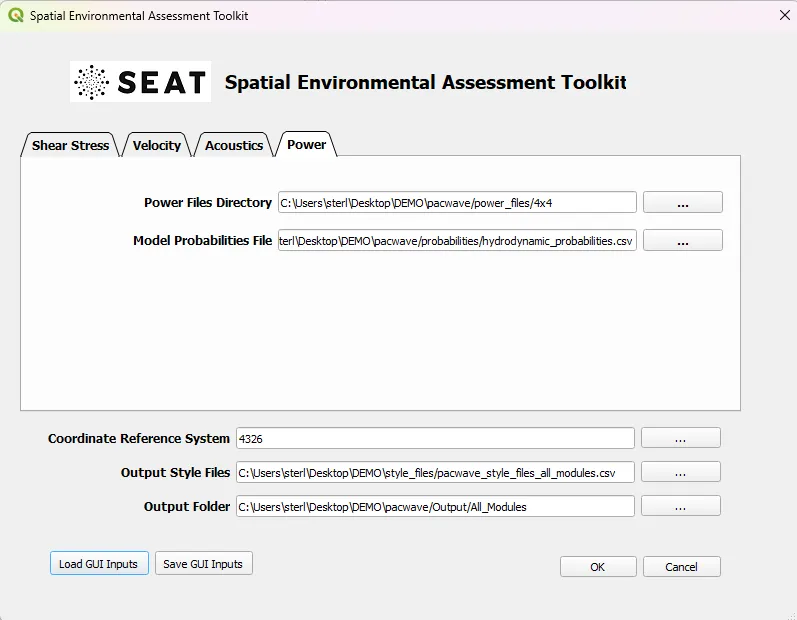 Spatial Environmental Assessment Toolkit
SEAT Spatial Environmental Assessment Toolkit
Shear Stress Velocity Acoustics Power
Power Files Directory C:\Users\sterl\Desktop\DEMO\pacwave/power_files/4x4 ...
Model Probabilities File terl\Desktop\DEMO\pacwave/probabilities/hydrodynamic_probabilities.csv ...
Coordinate Reference System 4326 ...
Output Style Files C:\Users\sterl\Desktop\DEMO\style_files/pacwave_style_files_all_modules.csv ...
Output Folder C:\Users\sterl\Desktop\DEMO\pacwave/Output/All_Modules ...
Load GUI Inputs Save GUI Inputs OK Cancel